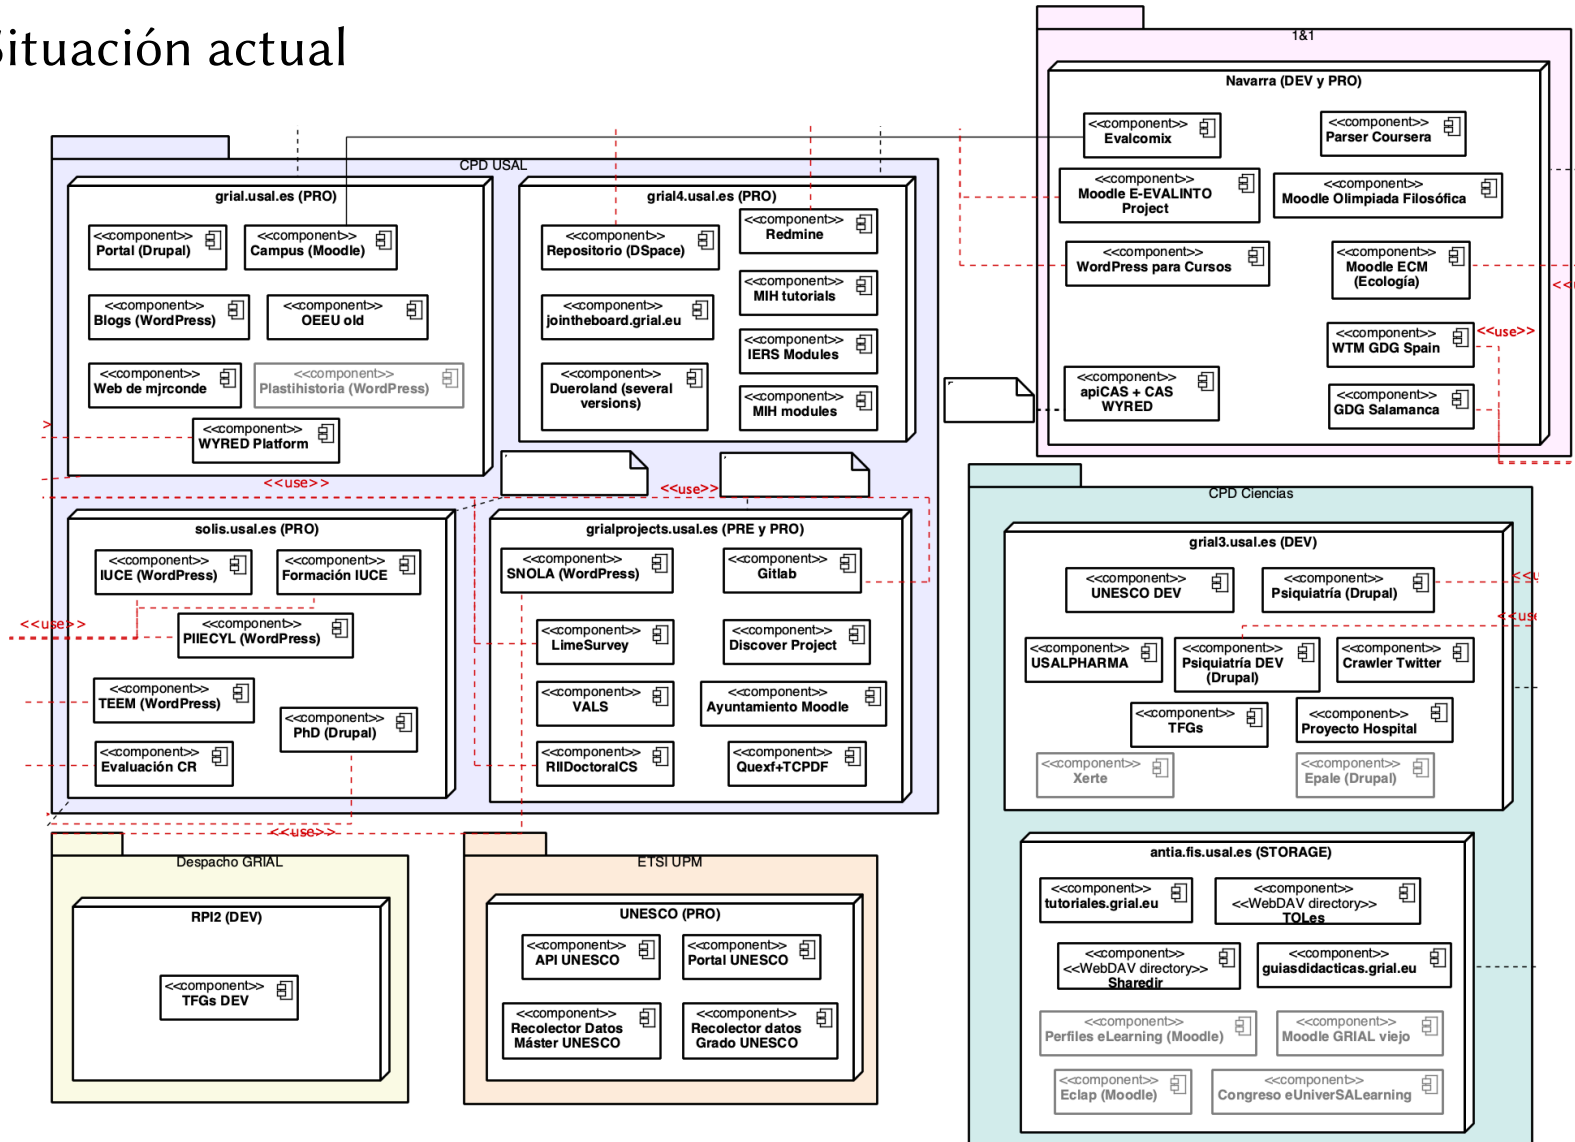 Situación actual
1&1
Navarra (DEV y PRO)
<<component>>
Evalcomix
<<component>>
Parser Coursera
<<component>>
Moodle E-EVALINTO
Project
<<component>>
Moodle Olimpiada Filosófica
<<component>>
WordPress para Cursos
<<component>>
Moodle ECM
(Ecología)
<<component>>
WTM GDG Spain
<<use>>
<<component>>
apiCAS + CAS
WYRED
<<component>>
GDG Salamanca
CPD USAL
grial.usal.es (PRO)
<<component>>
Portal (Drupal)
<<component>>
Campus (Moodle)
<<component>>
Blogs (WordPress)
<<component>>
OEEU old
<<component>>
Web de mjrconde
<<component>>
Plastihistoria (WordPress)
<<component>>
WYRED Platform
<<use>>
grial4.usal.es (PRO)
<<component>>
Repositorio (DSpace)
<<component>>
Redmine
<<component>>
MIH tutorials
<<component>>
jointheboard.grial.eu
<<component>>
IERS Modules
<<component>>
Dueroland (several
versions)
<<component>>
MIH modules
<<use>>
solis.usal.es (PRO)
<<component>>
IUCE (WordPress)
<<component>>
Formación IUCE
<<use>>
<<component>>
PIIECYL (WordPress)
<<component>>
TEEM (WordPress)
<<component>>
PhD (Drupal)
<<component>>
Evaluación CR
<<use>>
grialprojects.usal.es (PRE y PRO)
<<component>>
SNOLA (WordPress)
<<component>>
Gitlab
<<component>>
LimeSurvey
<<component>>
Discover Project
<<component>>
VALS
<<component>>
Ayuntamiento Moodle
<<component>>
RIIDoctoralCS
<<component>>
Quexf+TCPDF
CPD Ciencias
grial3.usal.es (DEV)
<<component>>
UNESCO DEV
<<component>>
Psiquiatría (Drupal)
<<component>>
USALPHARMA
<<component>>
Psiquiatría DEV
(Drupal)
<<component>>
Crawler Twitter
<<component>>
TFGs
<<component>>
Proyecto Hospital
<<component>>
Xerte
<<component>>
Epale (Drupal)
antia.fis.usal.es (STORAGE)
<<component>>
tutoriales.grial.eu
<<component>>
<<WebDAV directory>>
TOLes
<<component>>
<<WebDAV directory>>
Sharedir
<<component>>
guiasdidacticas.grial.eu
<<component>>
Perfiles eLearning (Moodle)
<<component>>
Moodle GRIAL viejo
<<component>>
Eclap (Moodle)
<<component>>
Congreso eUniverSALearning
Despacho GRIAL
RPI2 (DEV)
<<component>>
TFGs DEV
ETSI UPM
UNESCO (PRO)
<<component>>
API UNESCO
<<component>>
Portal UNESCO
<<component>>
Recolector Datos
Máster UNESCO
<<component>>
Recolector datos
Grado UNESCO